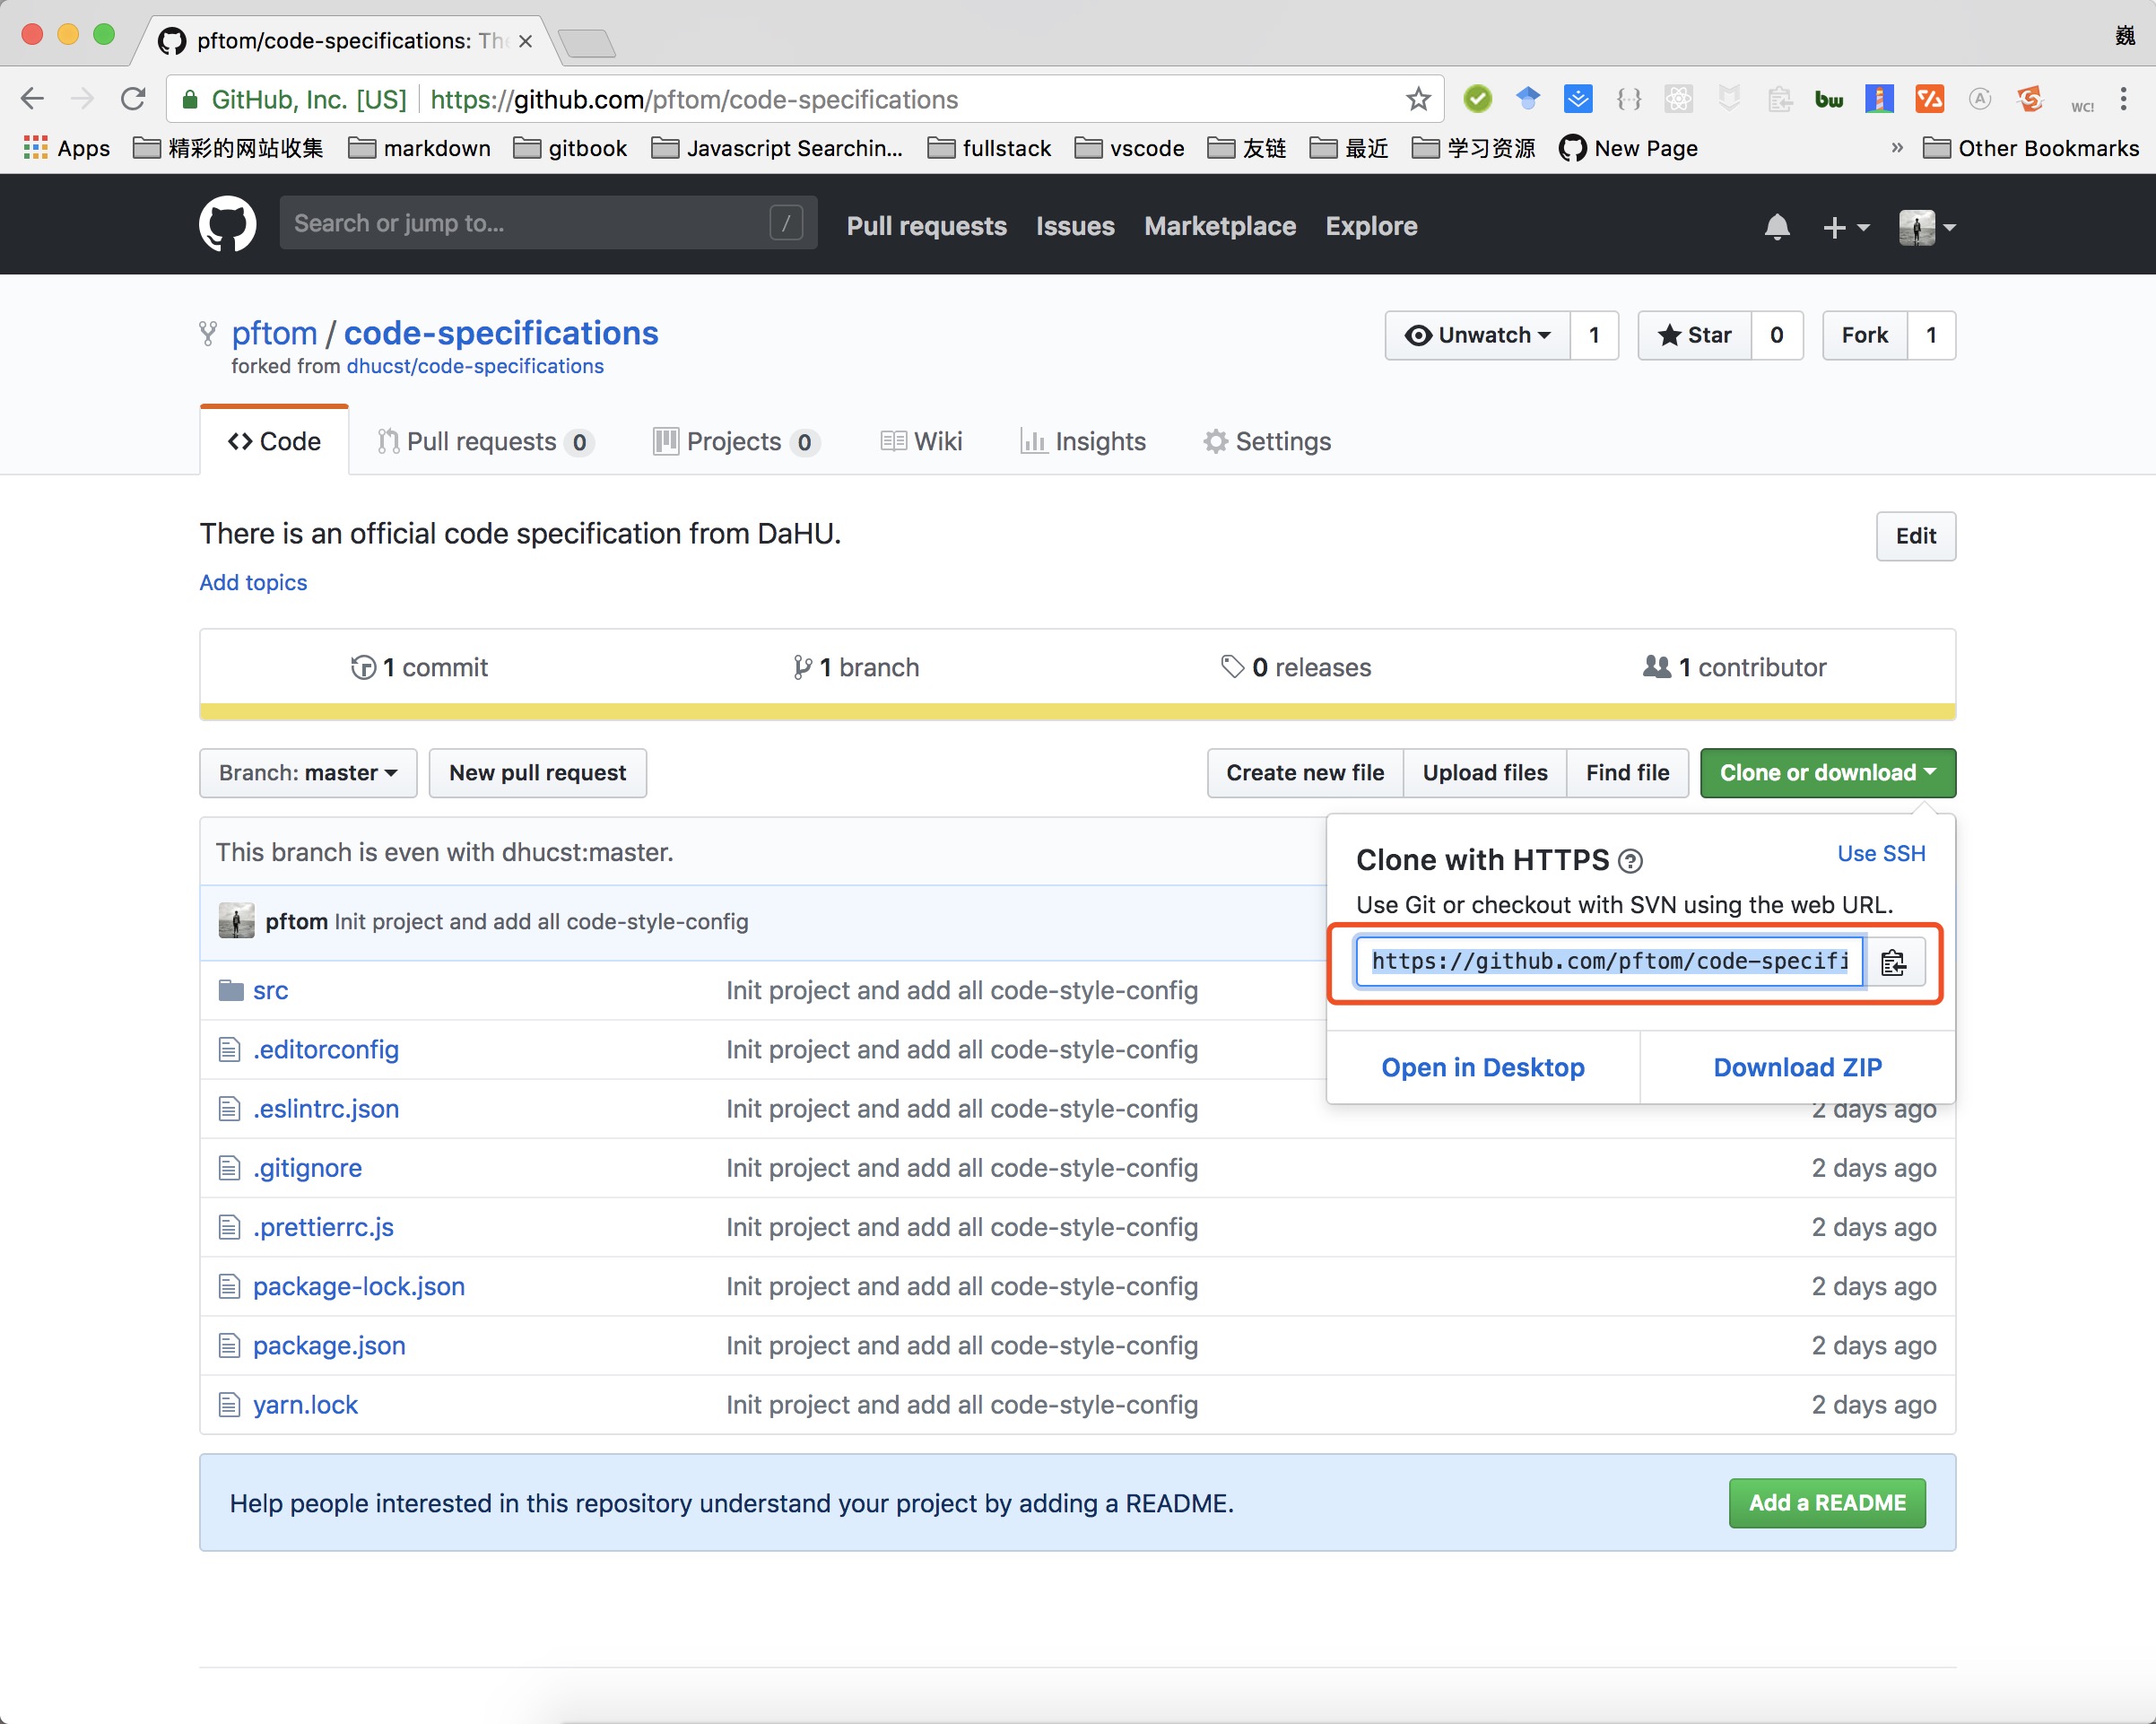 pftom/code-specifications: The
巍
GitHub, Inc. [US] https://github.com/pftom/code-specifications
bw
WC!
Apps 精彩的网站收集 markdown gitbook Javascript Searchin... fullstack vscode 友链 最近 学习资源 New Page » Other Bookmarks
Search or jump to... / Pull requests Issues Marketplace Explore
pftom / code-specifications
Unwatch 1 Star 0 Fork 1
forked from dhucst/code-specifications
Code Pull requests 0 Projects 0 Wiki Insights Settings
There is an official code specification from DaHU.
Edit
Add topics
1 commit 1 branch 0 releases 1 contributor
Branch: master New pull request Create new file Upload files Find file Clone or download
This branch is even with dhucst:master.
Clone with HTTPS ? Use SSH
Use Git or checkout with SVN using the web URL.
https://github.com/pftom/code-specifi
Open in Desktop Download ZIP
pftom Init project and add all code-style-config
src Init project and add all code-style-config
.editorconfig Init project and add all code-style-config
.eslintrc.json Init project and add all code-style-config 2 days ago
.gitignore Init project and add all code-style-config 2 days ago
.prettierrc.js Init project and add all code-style-config 2 days ago
package-lock.json Init project and add all code-style-config 2 days ago
package.json Init project and add all code-style-config 2 days ago
yarn.lock Init project and add all code-style-config 2 days ago
Help people interested in this repository understand your project by adding a README.
Add a README